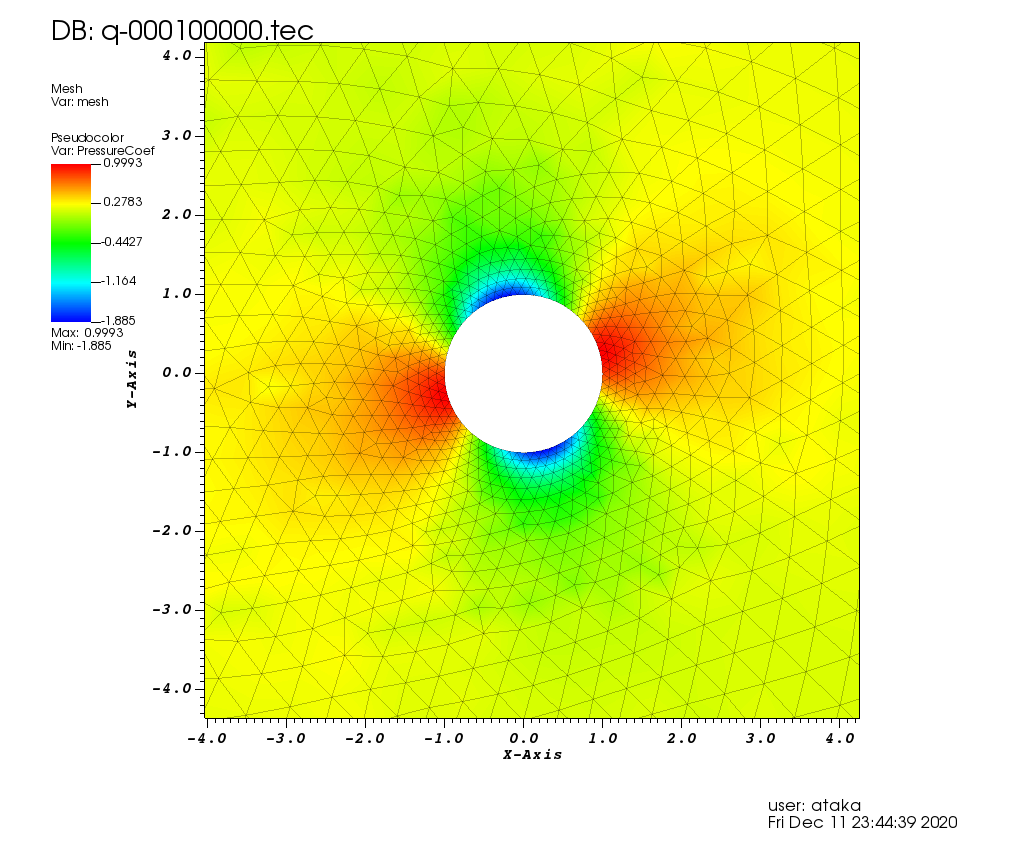 DB: q-000100000.tec
Mesh
Var: mesh
Pseudocolor
Var: PressureCoef
0.9993
0.2783
-0.4427
-1.164
-1.885
Max: 0.9993
Min: -1.885
4.0
3.0
2.0
1.0
0.0
-1.0
-2.0
-3.0
-4.0
Y-Axis
-4.0 -3.0 -2.0 -1.0 0.0 1.0 2.0 3.0 4.0
X-Axis
user: ataka
Fri Dec 11 23:44:39 2020